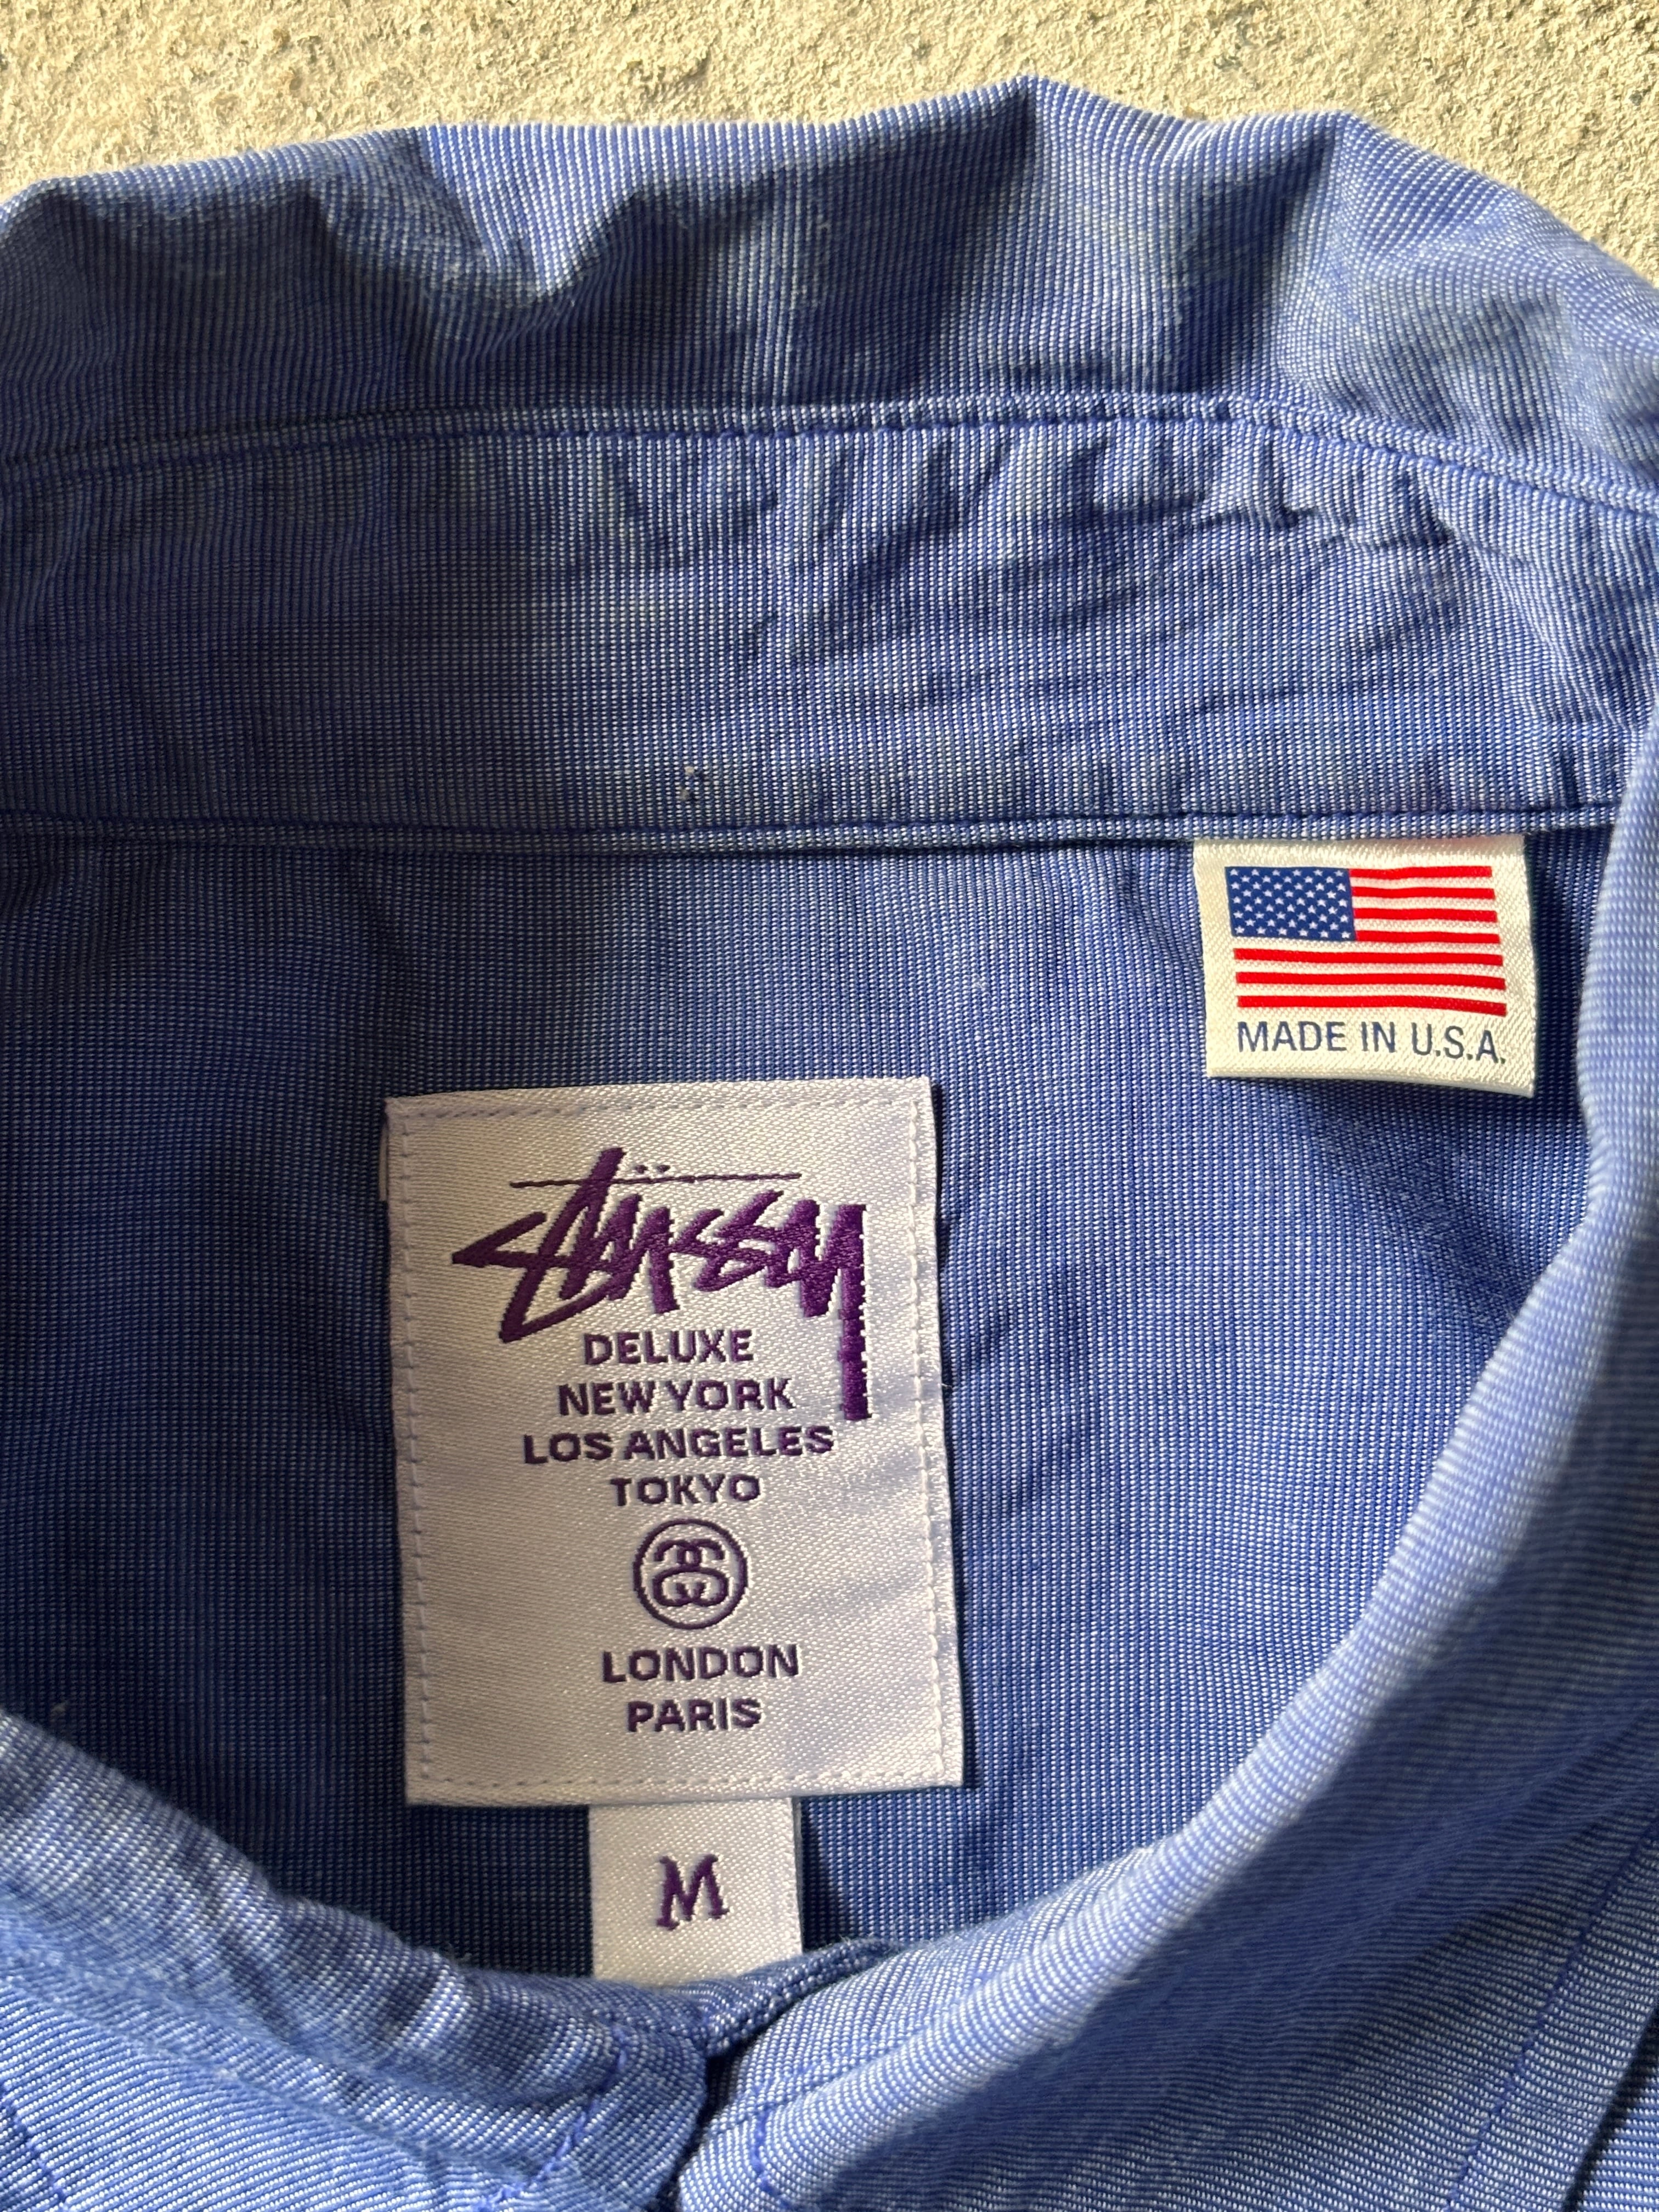 MADE IN U.S.A.
Stüssy
DELUXE
NEW YORK
LOS ANGELES
TOKYO
LONDON
PARIS
M